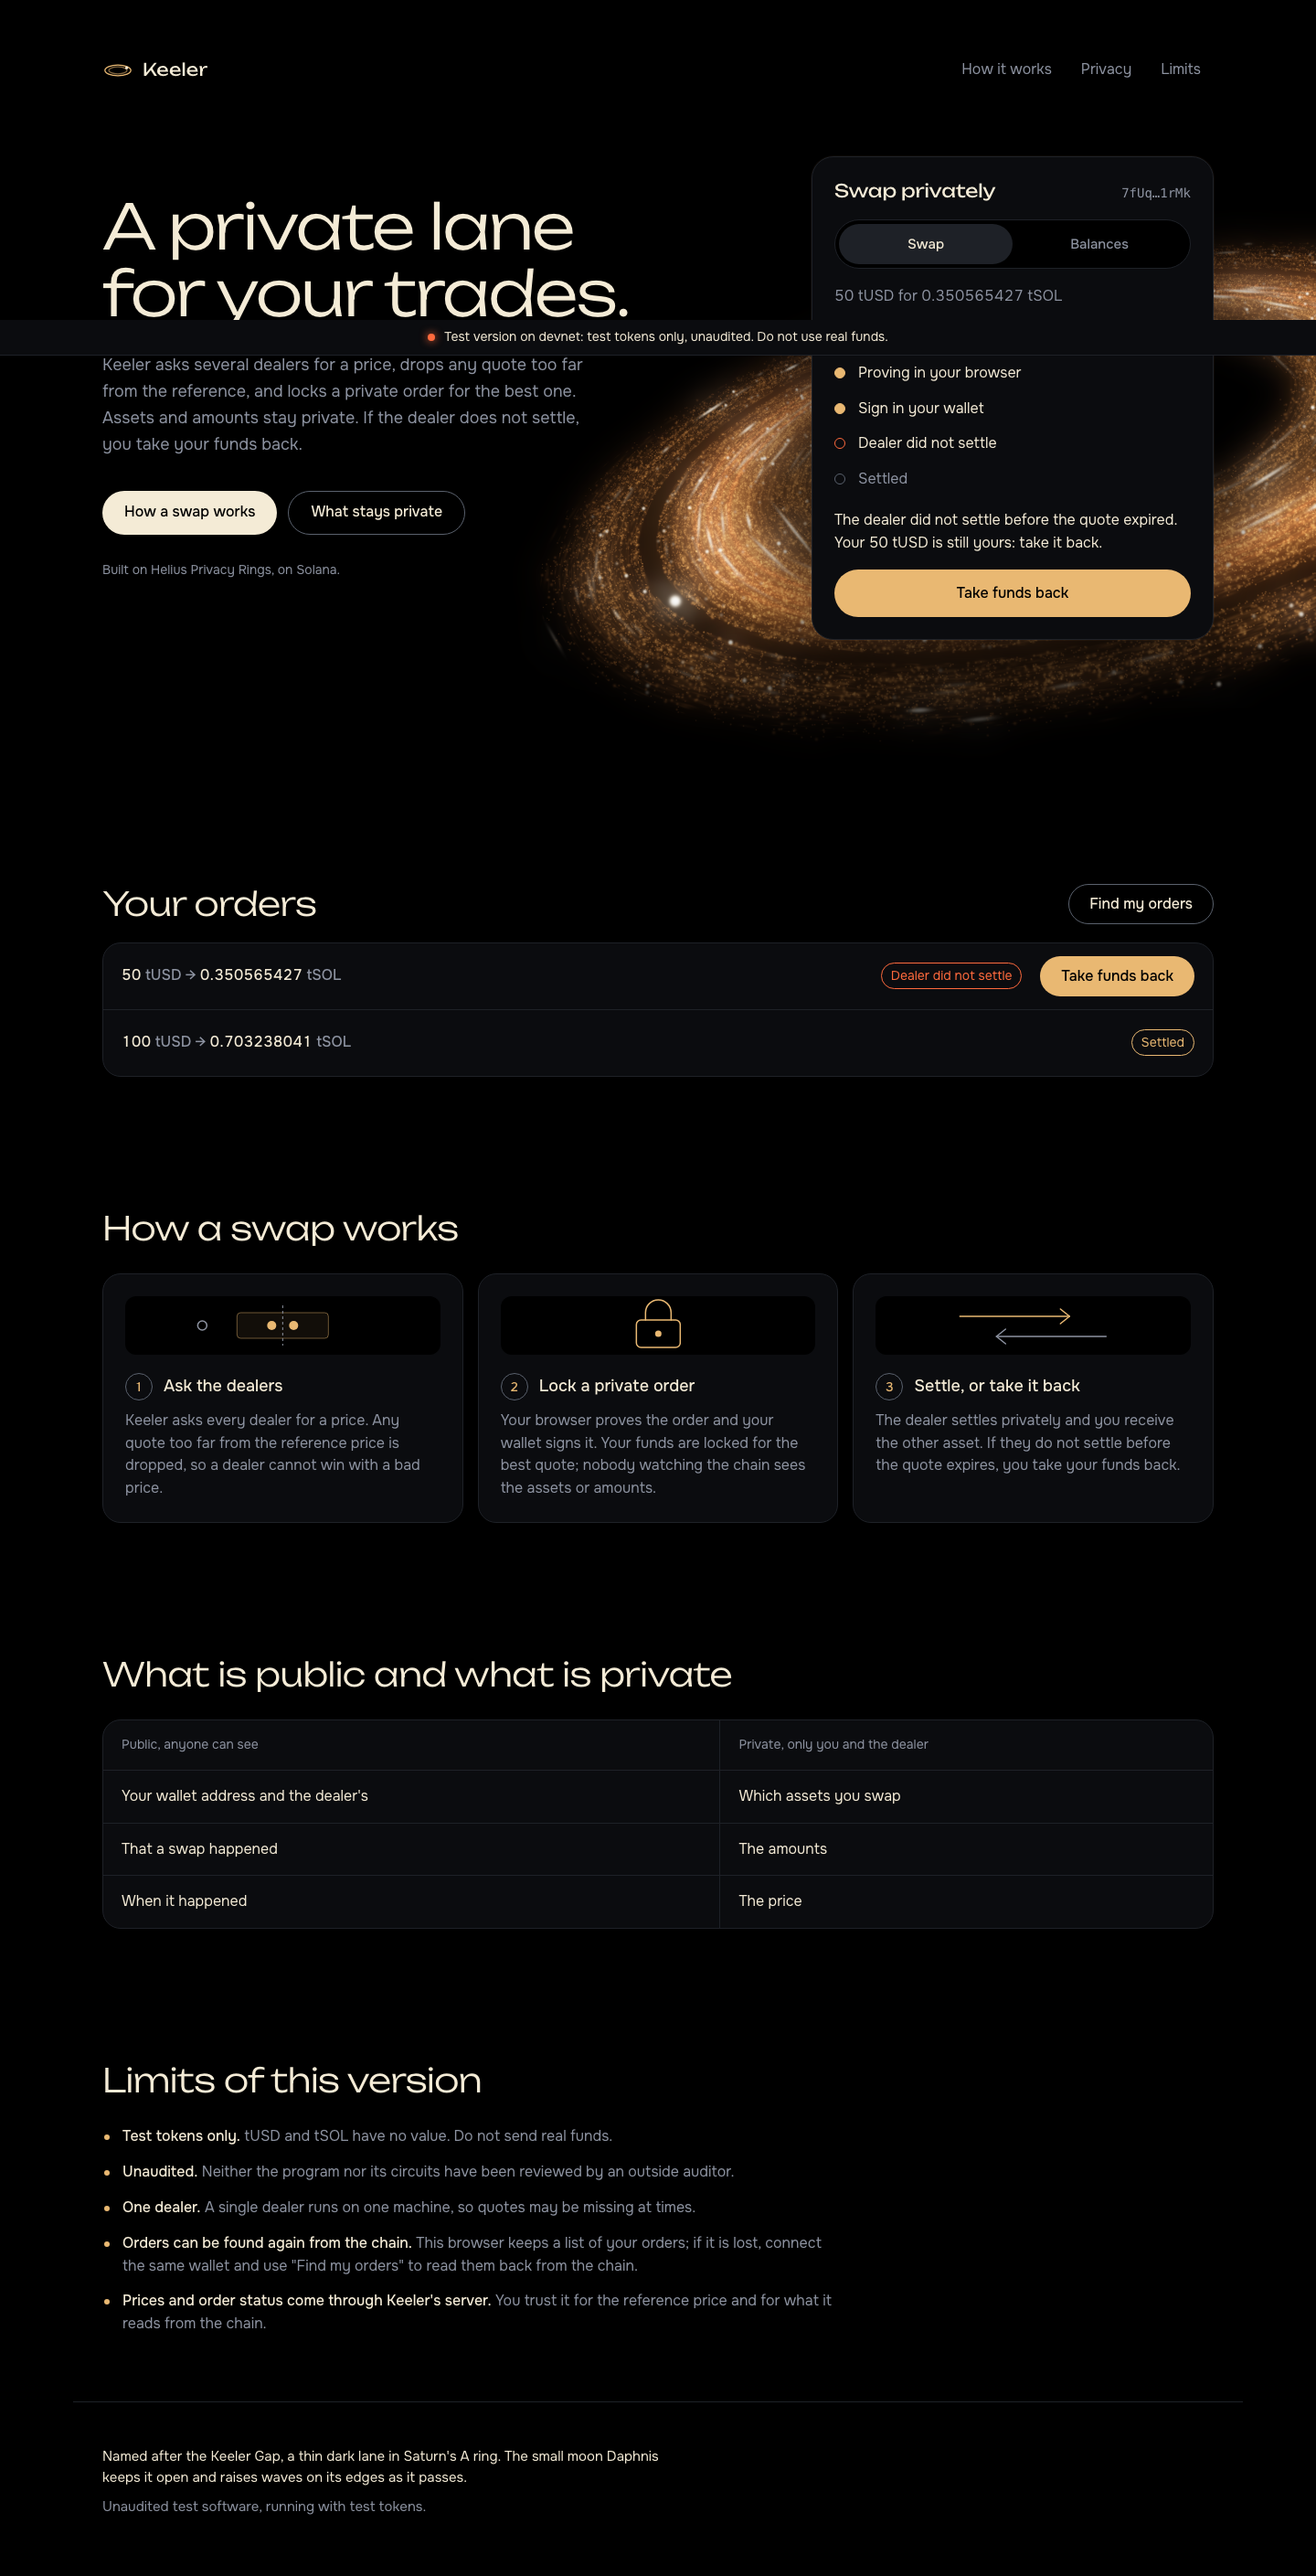 Keeler
How it works
Privacy
Limits
A private lane
for your trades.
Swap privately
7fUq…1rMk
Swap
Balances
50 tUSD for 0.350565427 tSOL
Test version on devnet: test tokens only, unaudited. Do not use real funds.
Keeler asks several dealers for a price, drops any quote too far
from the reference, and locks a private order for the best one.
Assets and amounts stay private. If the dealer does not settle,
you take your funds back.
How a swap works
What stays private
Built on Helius Privacy Rings, on Solana.
Proving in your browser
Sign in your wallet
Dealer did not settle
Settled
The dealer did not settle before the quote expired.
Your 50 tUSD is still yours: take it back.
Take funds back
Your orders
Find my orders
50 tUSD → 0.350565427 tSOL
Dealer did not settle
Take funds back
100 tUSD → 0.703238041 tSOL
Settled
How a swap works
1 Ask the dealers
Keeler asks every dealer for a price. Any
quote too far from the reference price is
dropped, so a dealer cannot win with a bad
price.
2 Lock a private order
Your browser proves the order and your
wallet signs it. Your funds are locked for the
best quote; nobody watching the chain sees
the assets or amounts.
3 Settle, or take it back
The dealer settles privately and you receive
the other asset. If they do not settle before
the quote expires, you take your funds back.
What is public and what is private
Public, anyone can see
Private, only you and the dealer
Your wallet address and the dealer's
Which assets you swap
That a swap happened
The amounts
When it happened
The price
Limits of this version
Test tokens only. tUSD and tSOL have no value. Do not send real funds.
Unaudited. Neither the program nor its circuits have been reviewed by an outside auditor.
One dealer. A single dealer runs on one machine, so quotes may be missing at times.
Orders can be found again from the chain. This browser keeps a list of your orders; if it is lost, connect
the same wallet and use "Find my orders" to read them back from the chain.
Prices and order status come through Keeler's server. You trust it for the reference price and for what it
reads from the chain.
Named after the Keeler Gap, a thin dark lane in Saturn's A ring. The small moon Daphnis
keeps it open and raises waves on its edges as it passes.
Unaudited test software, running with test tokens.